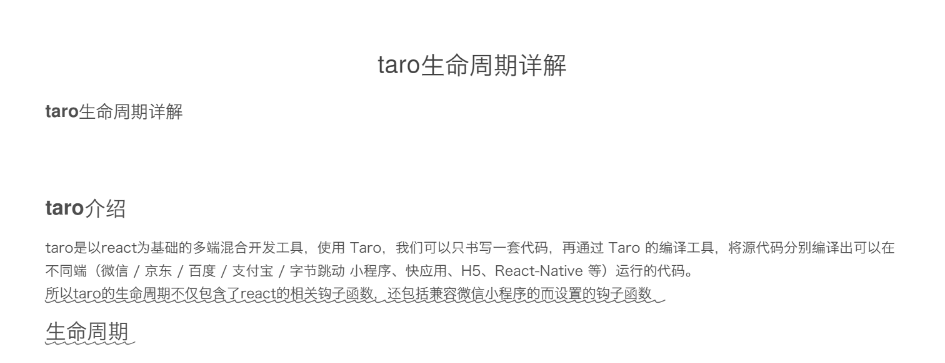 taro生命周期详解
taro生命周期详解
taro介绍
taro是以react为基础的多端混合开发工具，使用 Taro，我们可以只书写一套代码，再通过 Taro 的编译工具，将源代码分别编译出可以在
不同端（微信 / 京东 / 百度 / 支付宝 / 字节跳动 小程序、快应用、H5、React-Native 等）运行的代码。
所以taro的生命周期不仅包含了react的相关钩子函数，还包括兼容微信小程序的而设置的钩子函数
生命周期